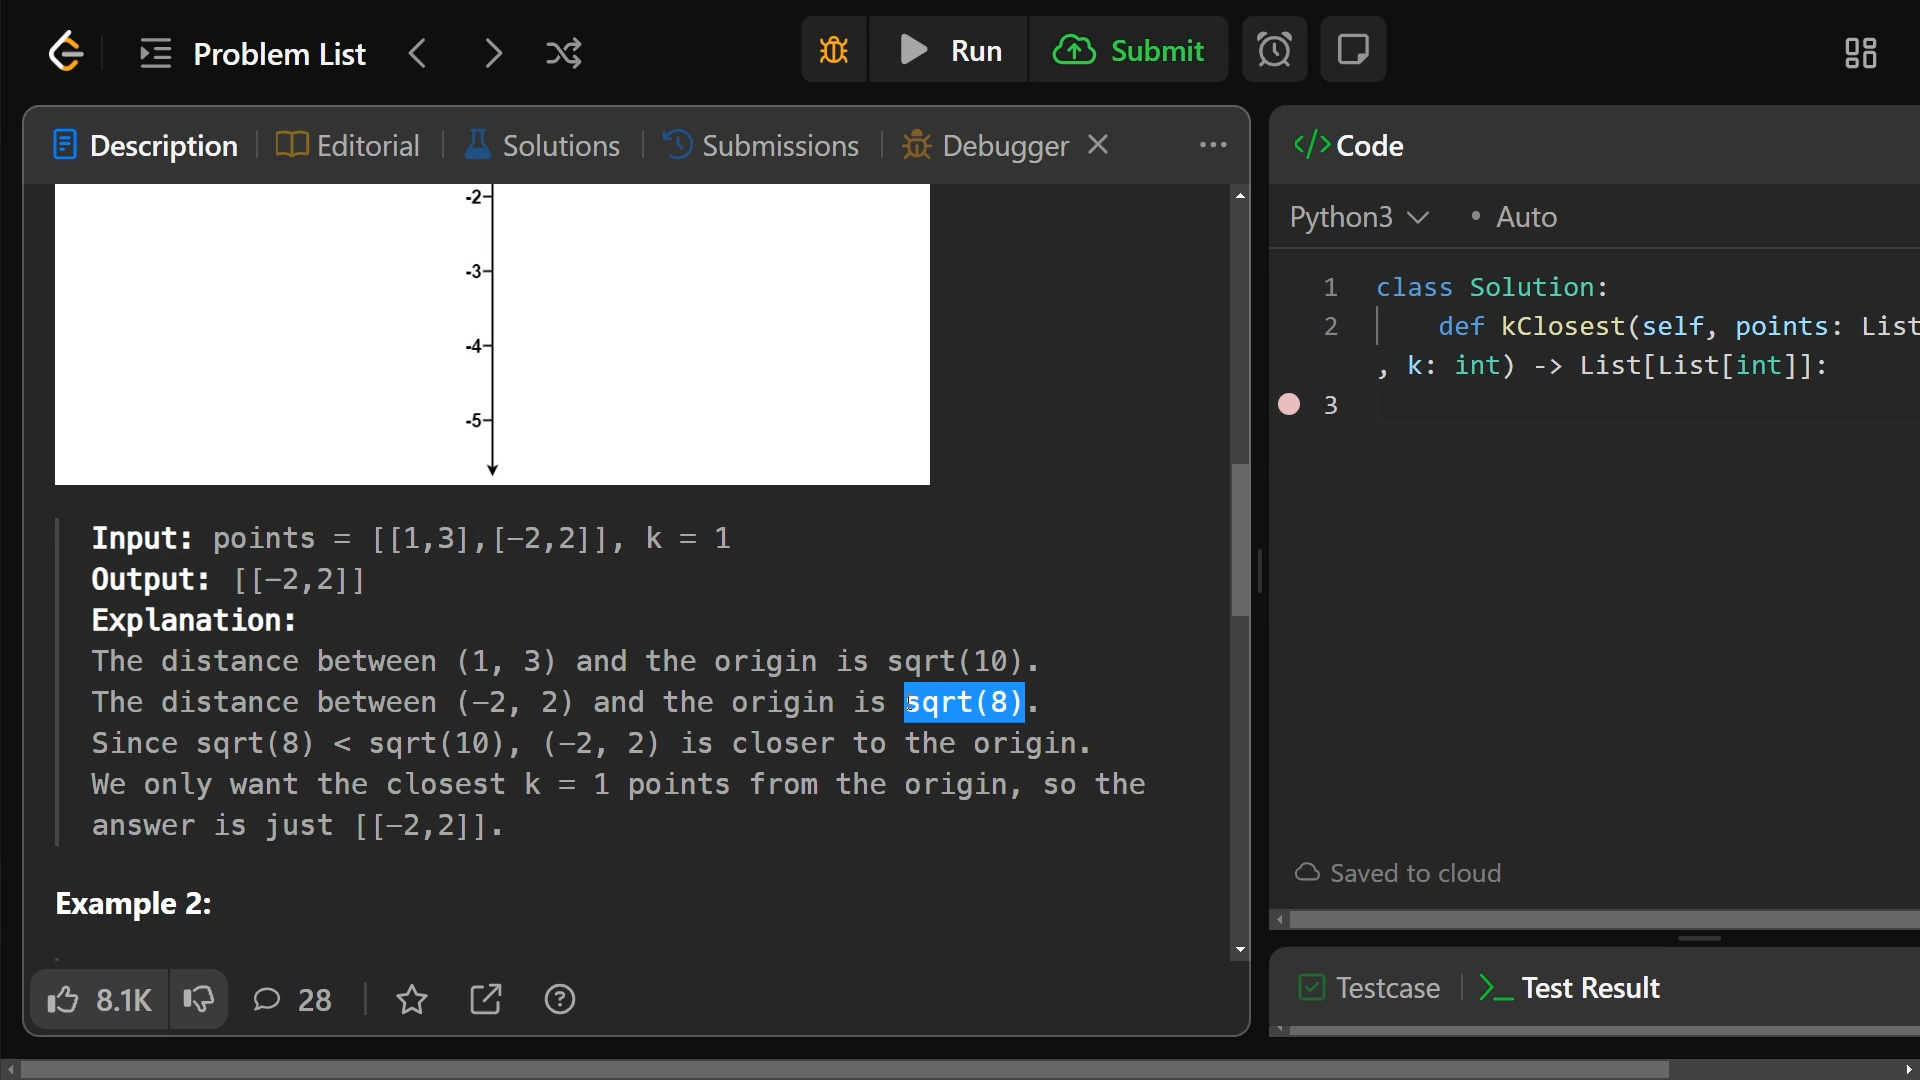 Problem List
Run
Submit
Description
Editorial
Solutions
Submissions
Debugger
-2
-3
-4
-5
Input: points = [[1,3],[−2,2]], k = 1
Output: [[−2,2]]
Explanation:
The distance between (1, 3) and the origin is sqrt(10).
The distance between (−2, 2) and the origin is sqrt(8).
Since sqrt(8) < sqrt(10), (−2, 2) is closer to the origin.
We only want the closest k = 1 points from the origin, so the
answer is just [[−2,2]].
Example 2:
8.1K
28
</> Code
Python3
• Auto
1 class Solution:
2 def kClosest(self, points: List
, k: int) -> List[List[int]]:
3
Saved to cloud
Testcase
Test Result